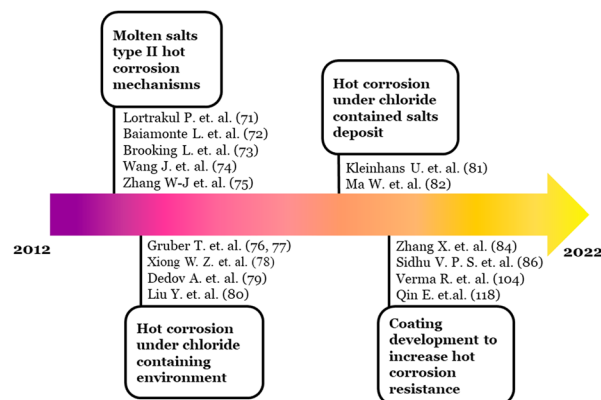 Molten salts
type II hot
corrosion
mechanisms
Lortrakul P. et. al. (71)
Baiamonte L. et. al. (72)
Brooking L. et. al. (73)
Wang J. et. al. (74)
Zhang W-J et. al. (75)
Hot corrosion
under chloride
contained salts
deposit
Kleinhans U. et. al. (81)
Ma W. et. al. (82)
2012
2022
Gruber T. et. al. (76, 77)
Xiong W. Z. et. al. (78)
Dedov A. et. al. (79)
Liu Y. et. al. (80)
Hot corrosion
under chloride
containing
environment
Zhang X. et. al. (84)
Sidhu V. P. S. et. al. (86)
Verma R. et. al. (104)
Qin E. et.al. (118)
Coating
development to
increase hot
corrosion
resistance